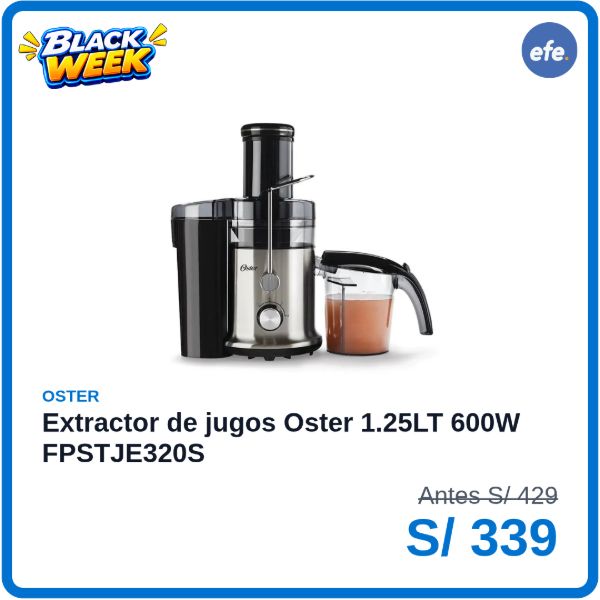 BLACK
WEEK
efe.
Oster
OSTER
Extractor de jugos Oster 1.25LT 600W
FPSTJE320S
Antes S/ 429
S/ 339